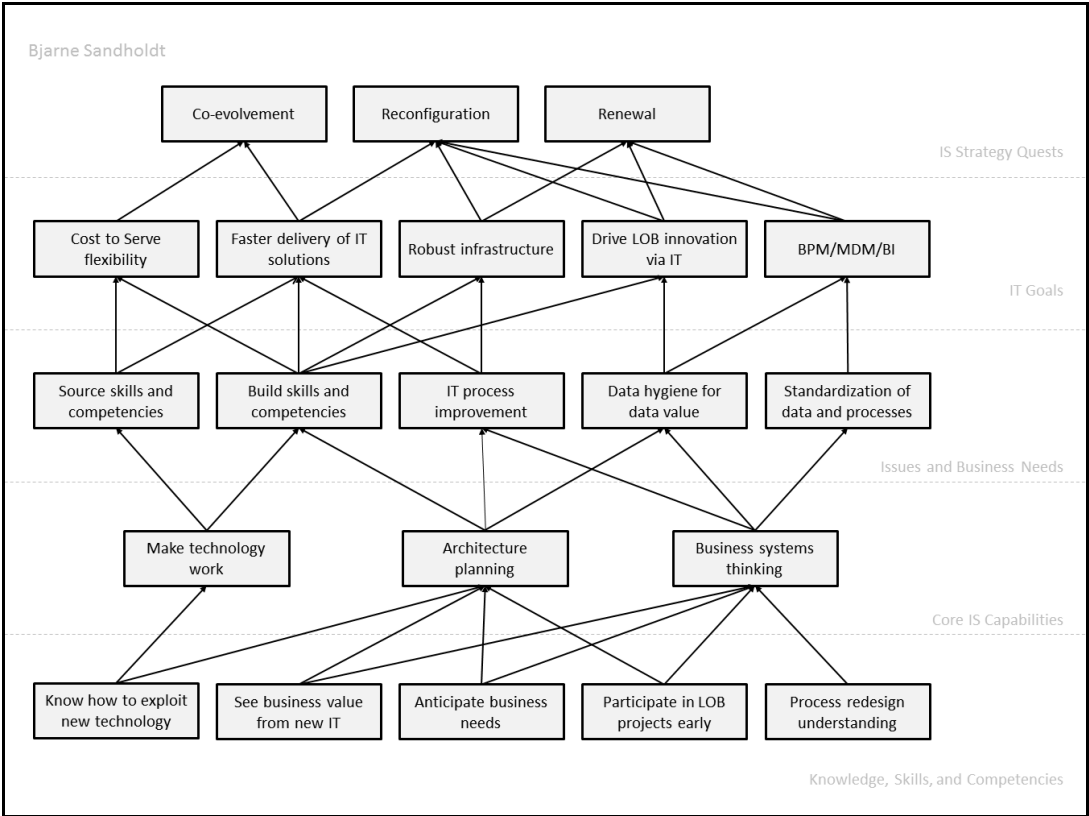 Bjarne Sandholdt
Co-evolvement
Reconfiguration
Renewal
IS Strategy Quests
Cost to Serve
flexibility
Faster delivery of IT
solutions
Robust infrastructure
Drive LOB innovation
via IT
BPM/MDM/BI
IT Goals
Source skills and
competencies
Build skills and
competencies
IT process
improvement
Data hygiene for
data value
Standardization of
data and processes
Issues and Business Needs
Make technology
work
Architecture
planning
Business systems
thinking
Core IS Capabilities
Know how to exploit
new technology
See business value
from new IT
Anticipate business
needs
Participate in LOB
projects early
Process redesign
understanding
Knowledge, Skills, and Competencies